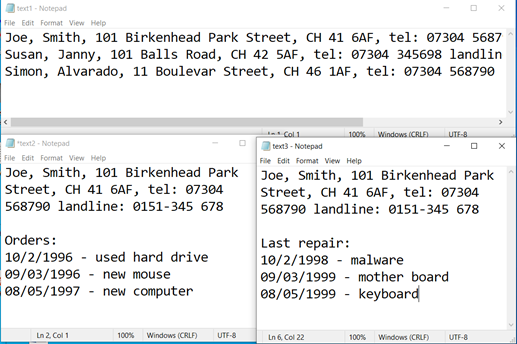 text1 - Notepad
File Edit Format View Help
Joe, Smith, 101 Birkenhead Park Street, CH 41 6AF, tel: 07304 5687
Susan, Janny, 101 Balls Road, CH 42 5AF, tel: 07304 345698 landlin
Simon, Alvarado, 11 Boulevar Street, CH 46 1AF, tel: 07304 568790
Ln 1, Col 1 100% Windows (CRLF) UTF-8
*text2 - Notepad
File Edit Format View Help
Joe, Smith, 101 Birkenhead Park
Street, CH 41 6AF, tel: 07304
568790 landline: 0151-345 678
Orders:
10/2/1996 - used hard drive
09/03/1996 - new mouse
08/05/1997 - new computer
Ln 2, Col 1 100% Windows (CRLF) UTF-8
text3 - Notepad
File Edit Format View Help
Joe, Smith, 101 Birkenhead Park
Street, CH 41 6AF, tel: 07304
568790 landline: 0151-345 678
Last repair:
10/2/1998 - malware
09/03/1999 - mother board
08/05/1999 - keyboard
Ln 6, Col 22 100% Windows (CRLF) UTF-8